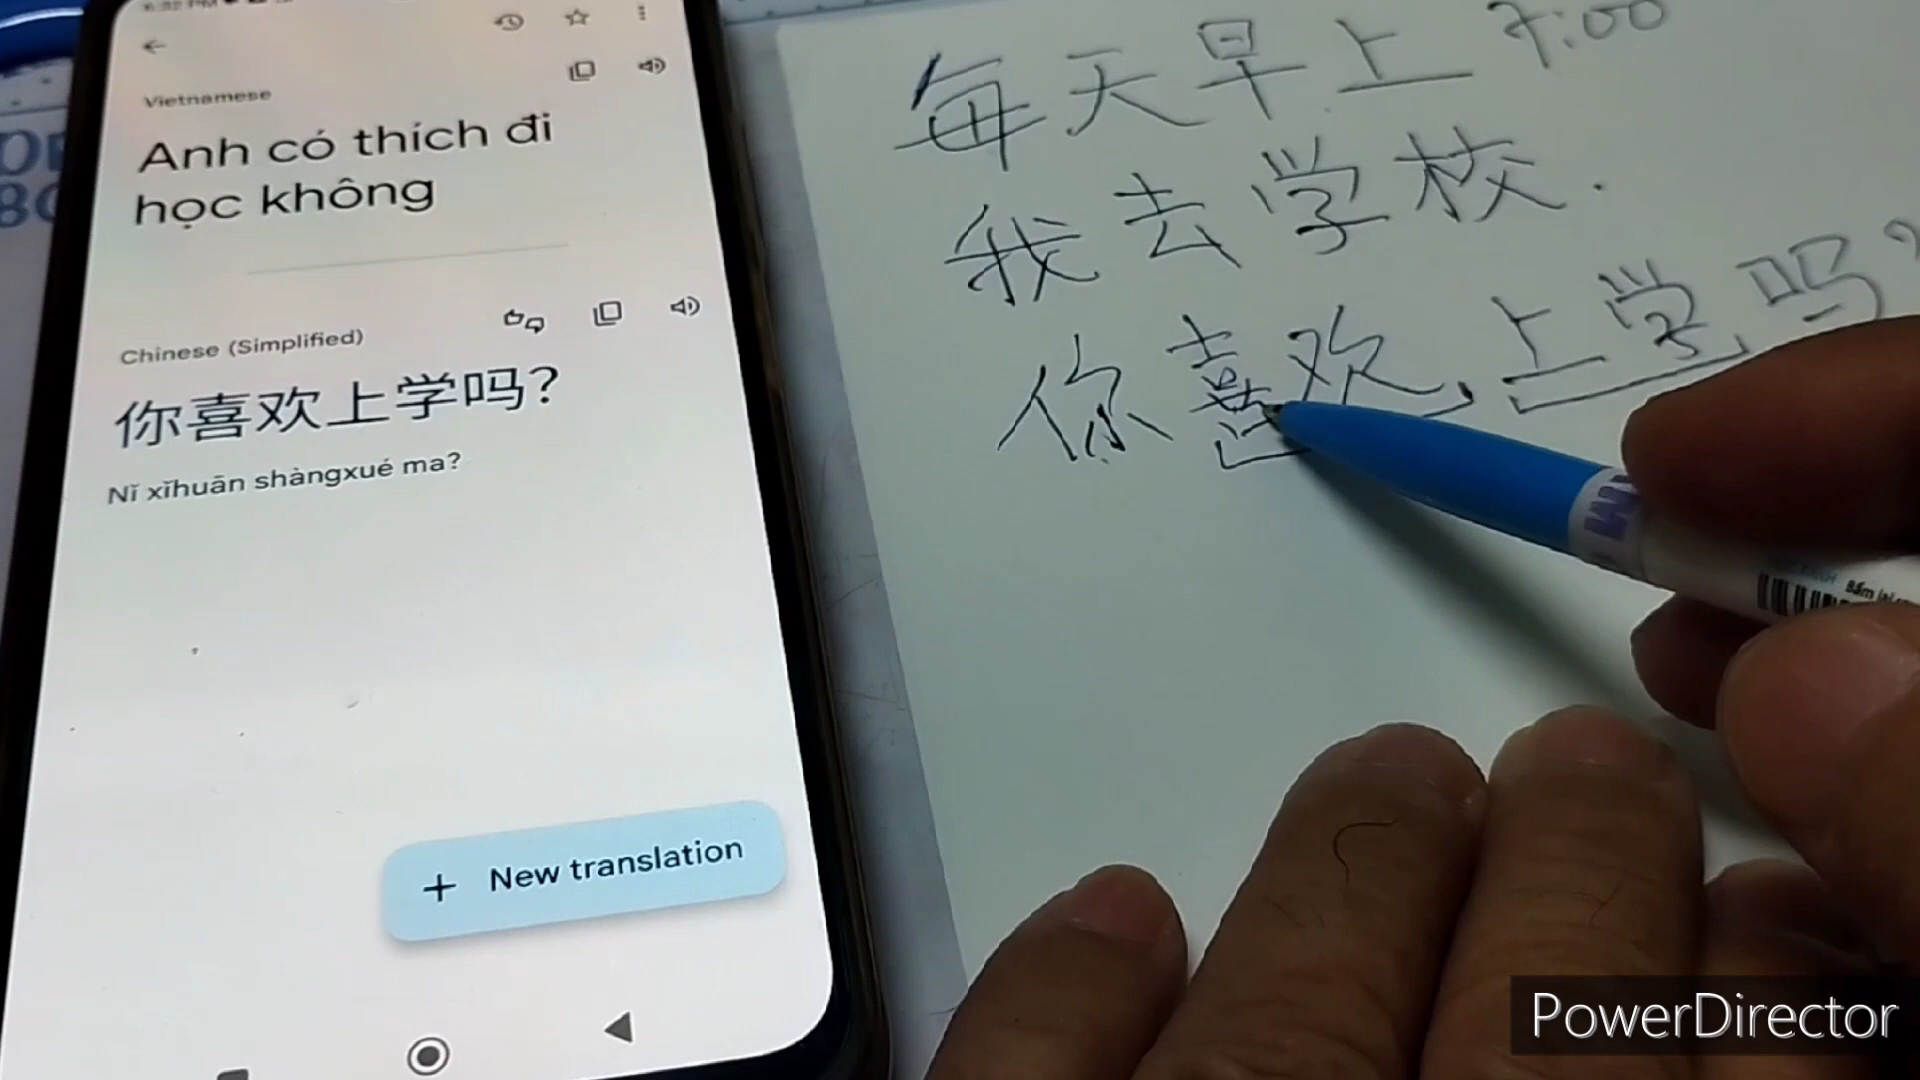 Vietnamese
Anh có thích đi
học không
Chinese (Simplified)
你喜欢上学吗?
Nǐ xǐhuān shàngxué ma?
+ New translation
每天早上 7:00
我去学校.
你喜欢上学吗?
Bấm
PowerDirector